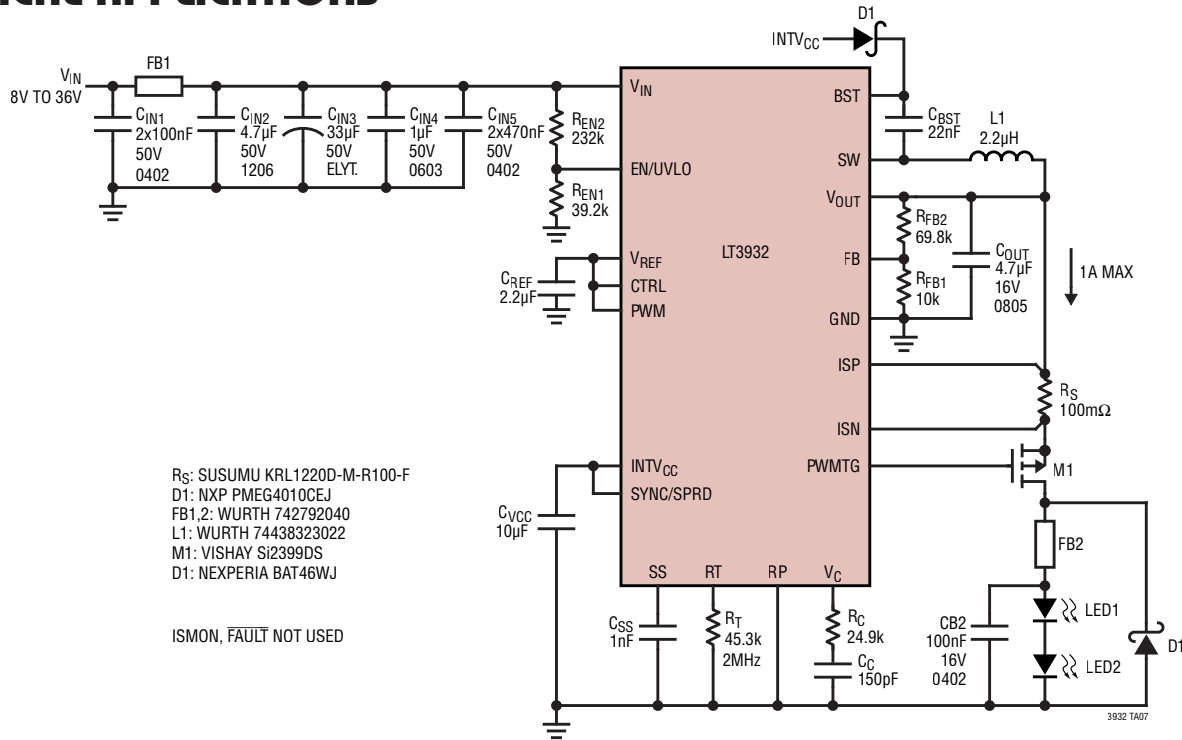 D1
INTVCC
FB1
VIN
8V TO 36V
CIN1
2x100nF
50V
0402
CIN2
4.7µF
50V
1206
CIN3
33µF
50V
ELYT.
CIN4
1µF
50V
0603
CIN5
2x470nF
50V
0402
REN2
232k
REN1
39.2k
VIN
EN/UVLO
VREF
CTRL
PWM
CREF
2.2µF
LT3932
BST
SW
VOUT
FB
GND
ISP
ISN
PWMTG
CBST
22nF
L1
2.2µH
RFB2
69.8k
RFB1
10k
COUT
4.7µF
16V
0805
1A MAX
RS
100mΩ
M1
INTVCC
SYNC/SPRD
CVCC
10µF
SS
RT
RP
VC
CSS
1nF
RT
45.3k
2MHz
RC
24.9k
CC
150pF
FB2
CB2
100nF
16V
0402
LED1
LED2
D1
RS: SUSUMU KRL1220D-M-R100-F
D1: NXP PMEG4010CEJ
FB1,2: WURTH 742792040
L1: WURTH 74438323022
M1: VISHAY Si2399DS
D1: NEXPERIA BAT46WJ
ISMON, FAULT NOT USED
3932 TA07